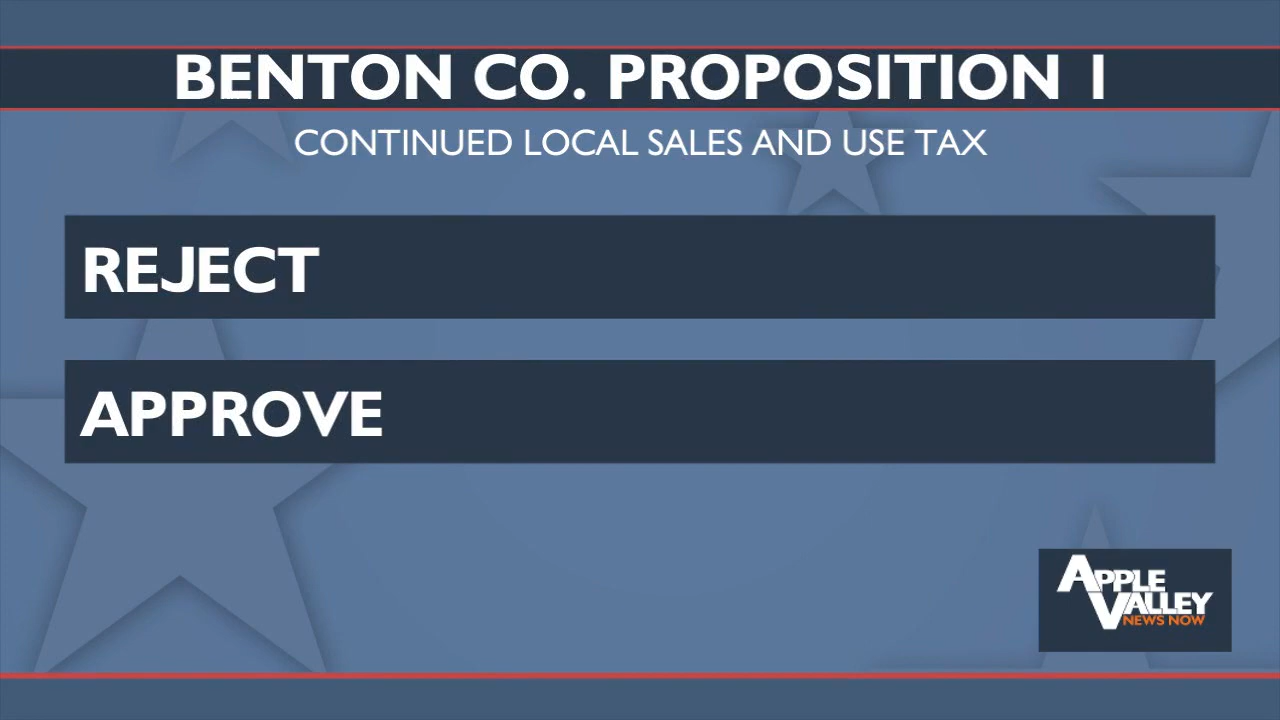 BENTON CO. PROPOSITION 1
CONTINUED LOCAL SALES AND USE TAX
REJECT
APPROVE
APPLE
VALLEY
NEWS NOW